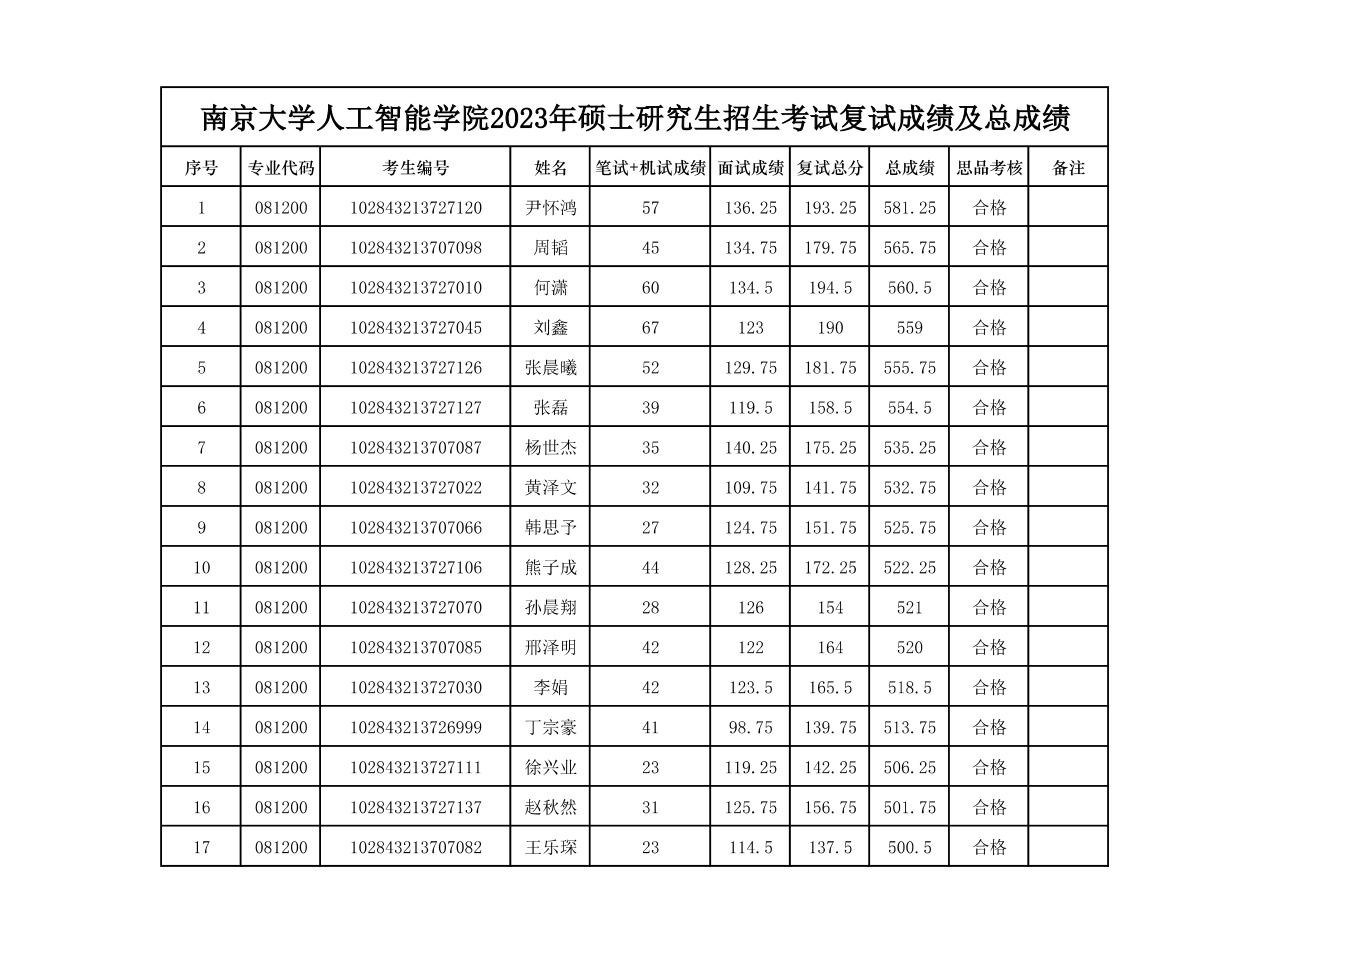 南京大学人工智能学院2023年硕士研究生招生考试复试成绩及总成绩
序号 专业代码 考生编号 姓名 笔试+机试成绩 面试成绩 复试总分 总成绩 思品考核 备注
1 081200 102843213727120 尹怀鸿 57 136.25 193.25 581.25 合格
2 081200 102843213707098 周韬 45 134.75 179.75 565.75 合格
3 081200 102843213727010 何潇 60 134.5 194.5 560.5 合格
4 081200 102843213727045 刘鑫 67 123 190 559 合格
5 081200 102843213727126 张晨曦 52 129.75 181.75 555.75 合格
6 081200 102843213727127 张磊 39 119.5 158.5 554.5 合格
7 081200 102843213707087 杨世杰 35 140.25 175.25 535.25 合格
8 081200 102843213727022 黄泽文 32 109.75 141.75 532.75 合格
9 081200 102843213707066 韩思予 27 124.75 151.75 525.75 合格
10 081200 102843213727106 熊子成 44 128.25 172.25 522.25 合格
11 081200 102843213727070 孙晨翔 28 126 154 521 合格
12 081200 102843213707085 邢泽明 42 122 164 520 合格
13 081200 102843213727030 李娟 42 123.5 165.5 518.5 合格
14 081200 102843213726999 丁宗豪 41 98.75 139.75 513.75 合格
15 081200 102843213727111 徐兴业 23 119.25 142.25 506.25 合格
16 081200 102843213727137 赵秋然 31 125.75 156.75 501.75 合格
17 081200 102843213707082 王乐琛 23 114.5 137.5 500.5 合格